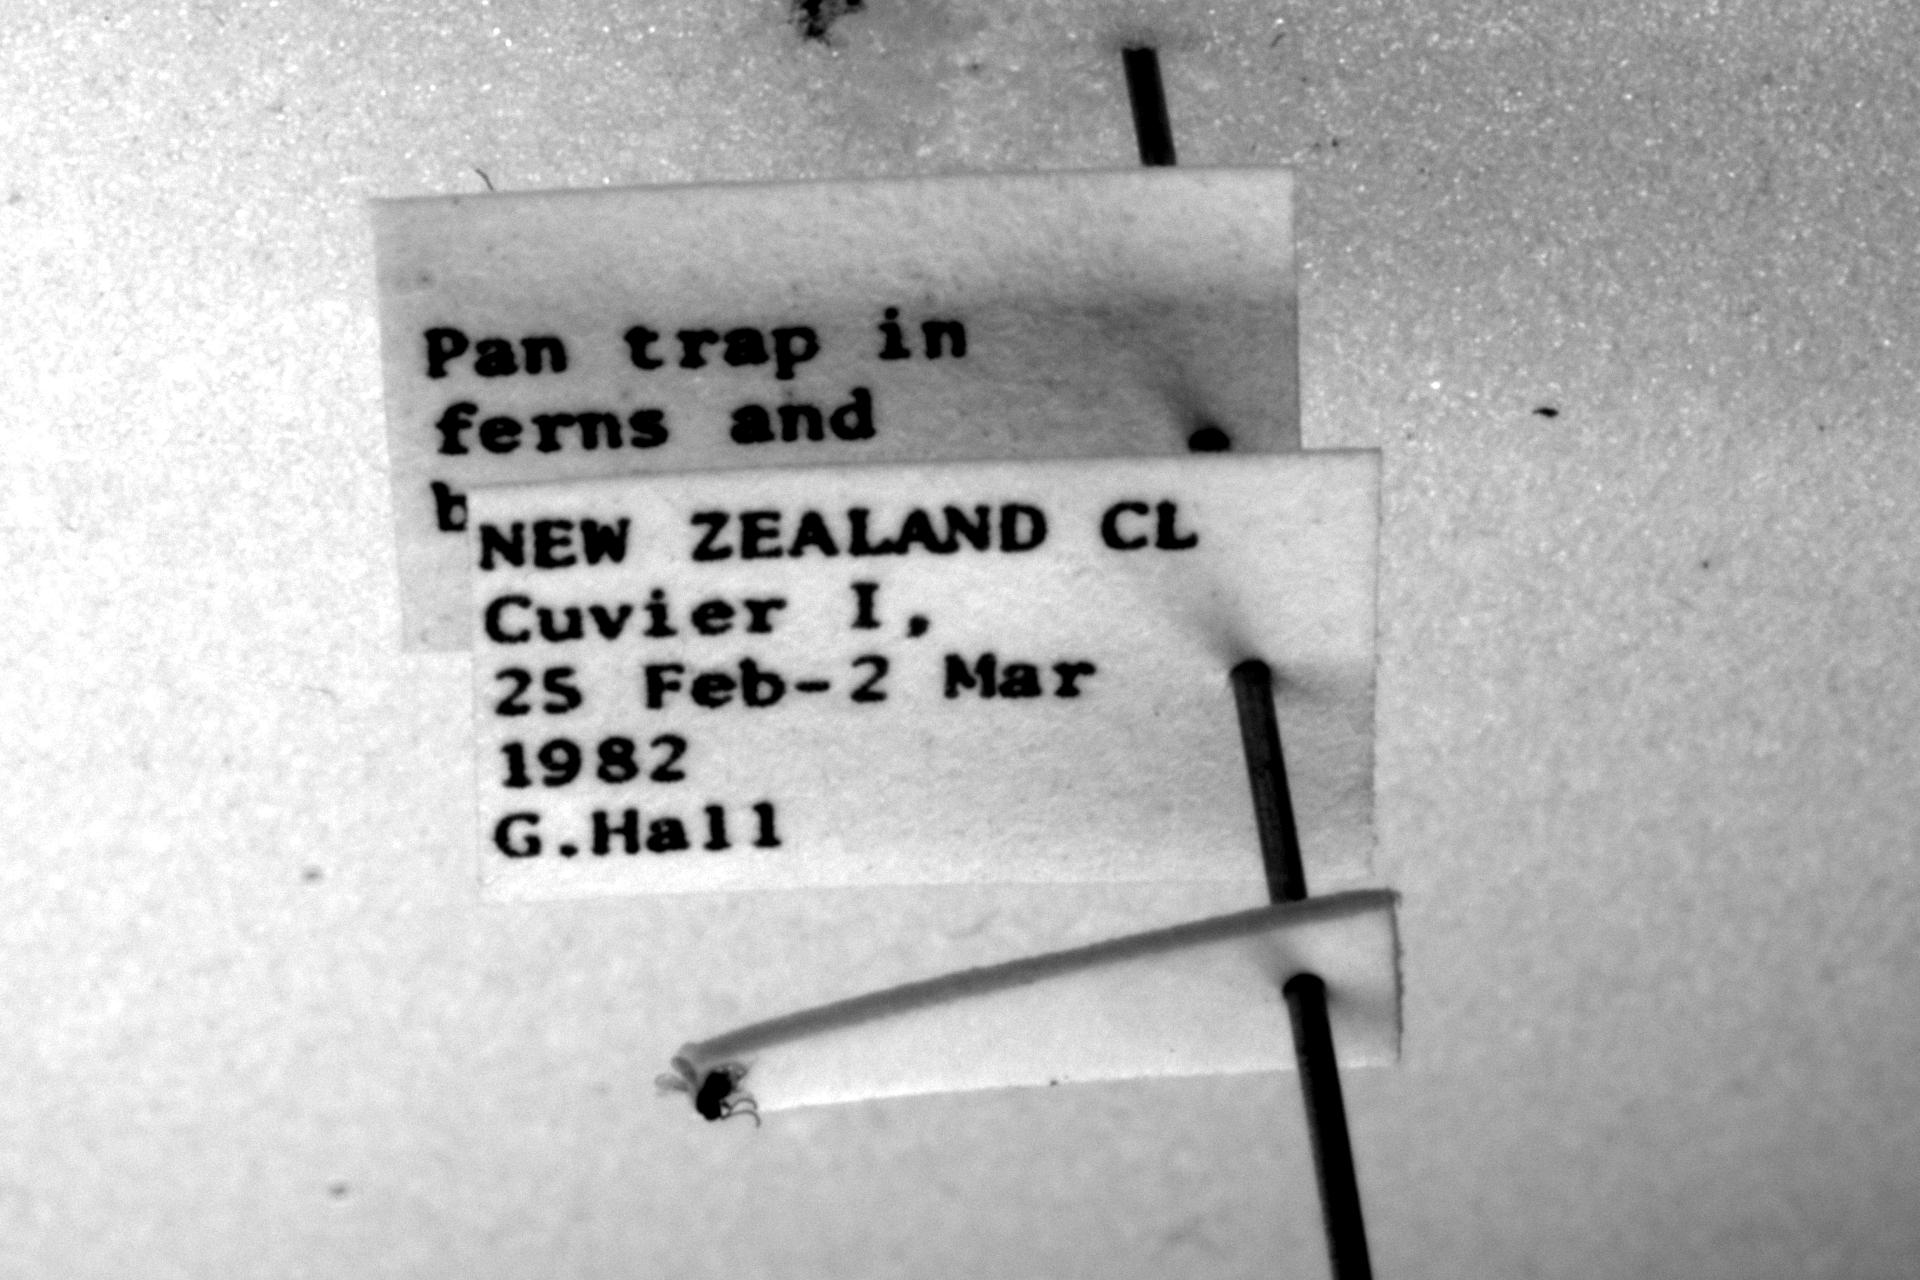 Pan trap in
ferns and
NEW ZEALAND CL
Cuvier I,
25 Feb-2 Mar
1982
G.Hall